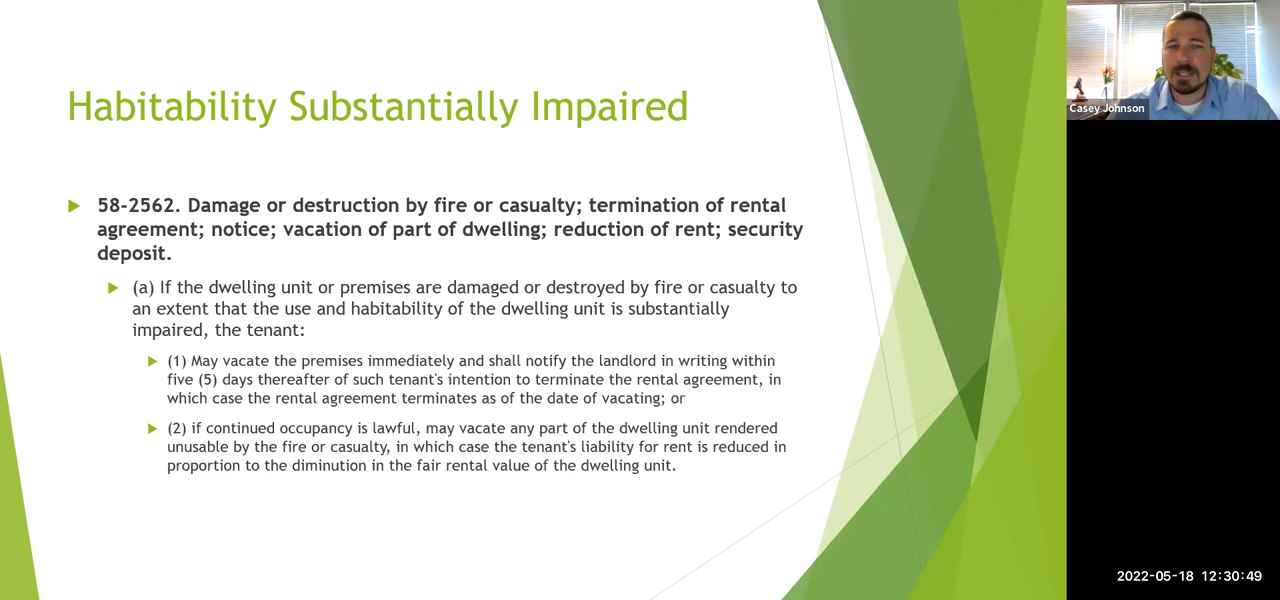 Habitability Substantially Impaired
58-2562. Damage or destruction by fire or casualty; termination of rental
agreement; notice; vacation of part of dwelling; reduction of rent; security
deposit.
(a) If the dwelling unit or premises are damaged or destroyed by fire or casualty to
an extent that the use and habitability of the dwelling unit is substantially
impaired, the tenant:
(1) May vacate the premises immediately and shall notify the landlord in writing within
five (5) days thereafter of such tenant's intention to terminate the rental agreement, in
which case the rental agreement terminates as of the date of vacating; or
(2) if continued occupancy is lawful, may vacate any part of the dwelling unit rendered
unusable by the fire or casualty, in which case the tenant's liability for rent is reduced in
proportion to the diminution in the fair rental value of the dwelling unit.
Casey Johnson
2022-05-18 12:30:49